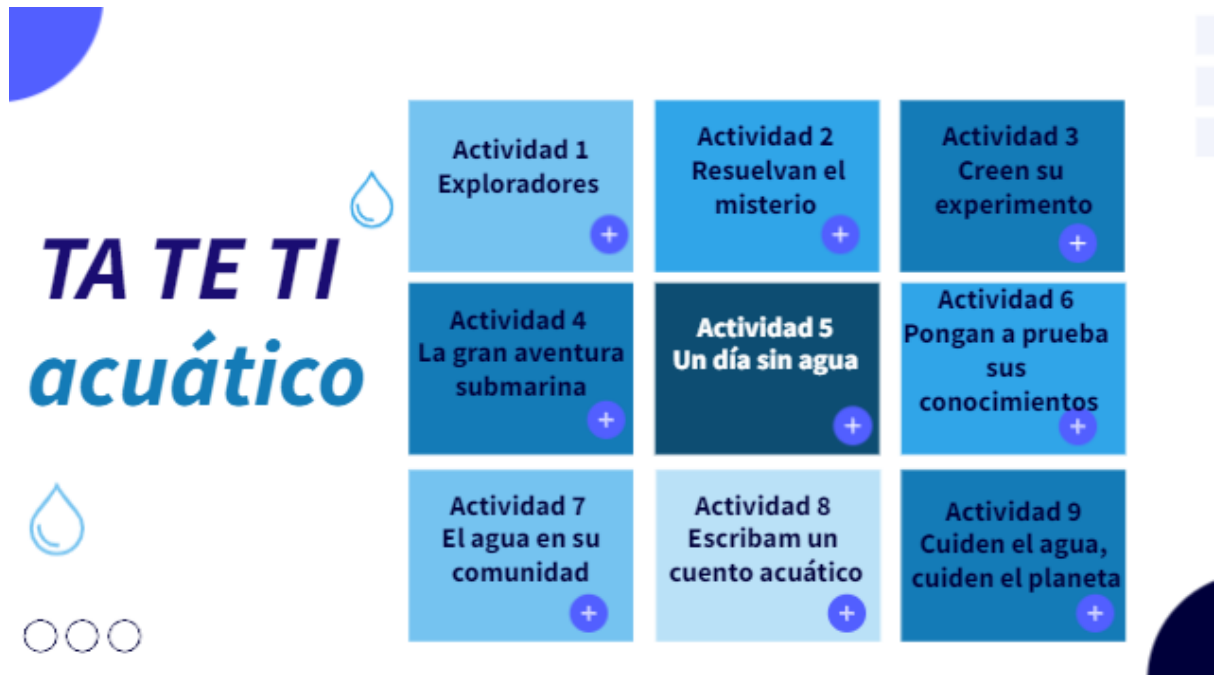 TA TE TI
acuático
Actividad 1
Exploradores
+
Actividad 2
Resuelvan el
misterio
+
Actividad 3
Creen su
experimento
+
Actividad 4
La gran aventura
submarina
+
Actividad 5
Un día sin agua
+
Actividad 6
Pongan a prueba
sus
conocimientos
+
Actividad 7
El agua en su
comunidad
+
Actividad 8
Escribam un
cuento acuático
+
Actividad 9
Cuiden el agua,
cuiden el planeta
+